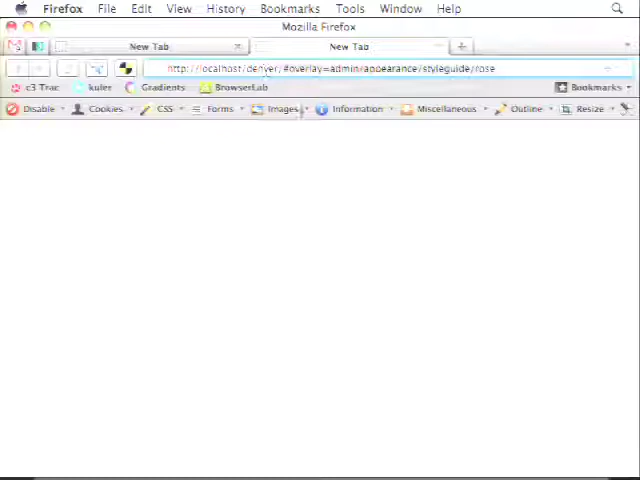 Firefox File Edit View History Bookmarks Tools Window Help
Mozilla Firefox
New Tab New Tab
http://localhost/denver/#overlay=admin/appearance/styleguide/rose
c3 Trac kuler Gradients BrowserLab Bookmarks
Disable Cookies CSS Forms Images Information Miscellaneous Outline Resize